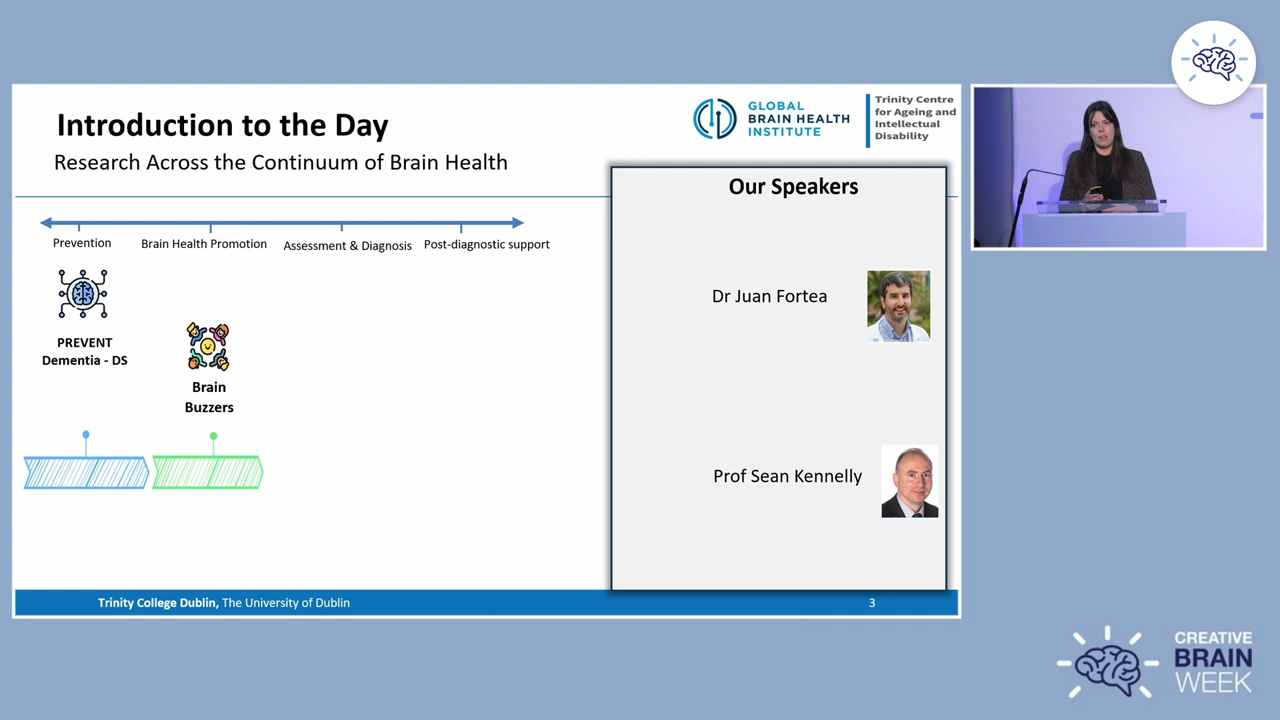 Introduction to the Day
Research Across the Continuum of Brain Health
GLOBAL
BRAIN HEALTH
INSTITUTE
Trinity Centre
for Ageing and
Intellectual
Disability
Prevention
Brain Health Promotion
Assessment & Diagnosis
Post-diagnostic support
PREVENT
Dementia - DS
Brain
Buzzers
Our Speakers
Dr Juan Fortea
Prof Sean Kennelly
Trinity College Dublin, The University of Dublin
3
CREATIVE
BRAIN
WEEK